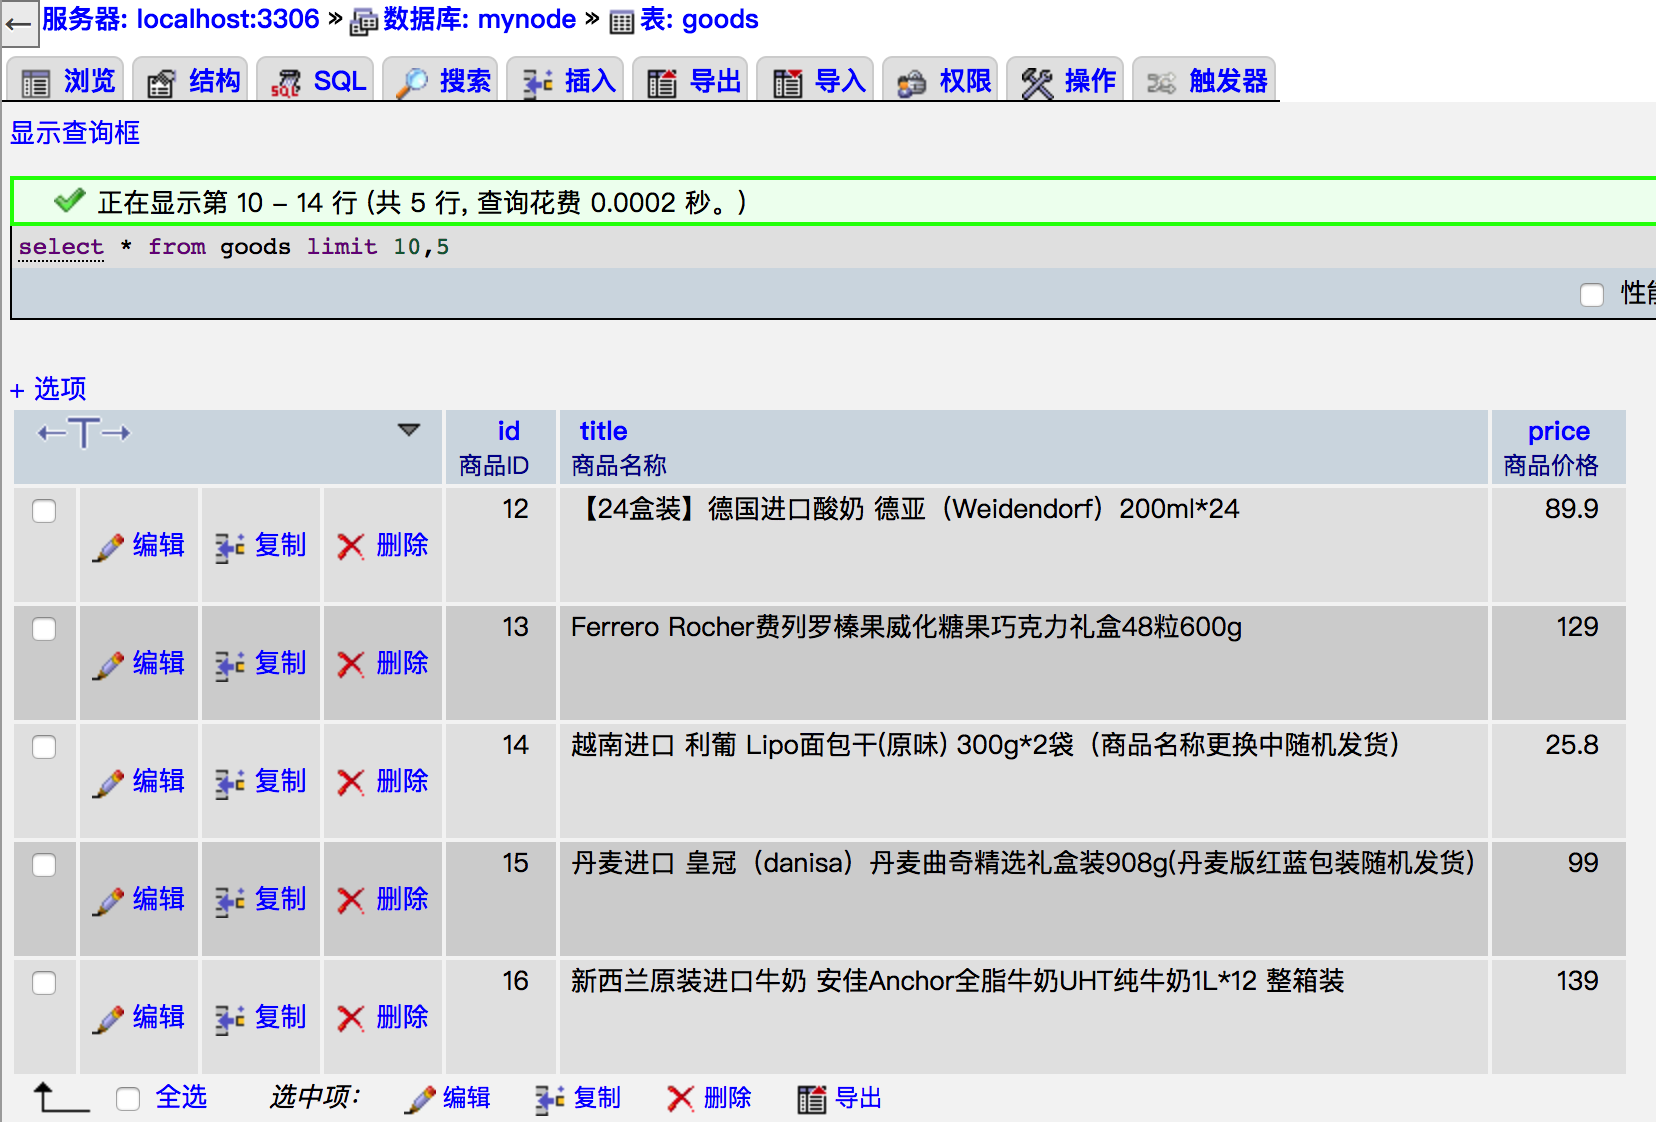 服务器: localhost:3306 » 数据库: mynode » 表: goods
浏览 结构 SQL 搜索 插入 导出 导入 权限 操作 触发器
显示查询框
正在显示第 10 – 14 行 (共 5 行, 查询花费 0.0002 秒。)
select * from goods limit 10,5
+ 选项
id title price
商品ID 商品名称 商品价格
12 【24盒装】德国进口酸奶 德亚（Weidendorf）200ml*24 89.9
编辑 复制 删除
13 Ferrero Rocher费列罗榛果威化糖果巧克力礼盒48粒600g 129
编辑 复制 删除
14 越南进口 利葡 Lipo面包干(原味) 300g*2袋（商品名称更换中随机发货） 25.8
编辑 复制 删除
15 丹麦进口 皇冠（danisa）丹麦曲奇精选礼盒装908g(丹麦版红蓝包装随机发货) 99
编辑 复制 删除
16 新西兰原装进口牛奶 安佳Anchor全脂牛奶UHT纯牛奶1L*12 整箱装 139
编辑 复制 删除
全选 选中项： 编辑 复制 删除 导出